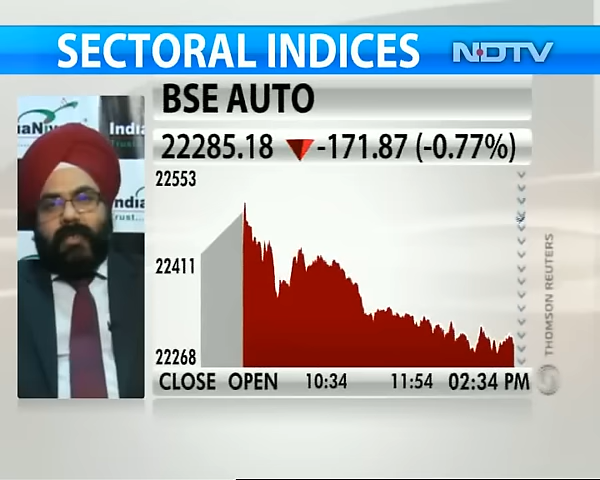 SECTORAL INDICES NDTV
BSE AUTO
22285.18 -171.87 (-0.77%)
22553
22411
22268
CLOSE OPEN 10:34 11:54 02:34 PM
THOMSON REUTERS
India